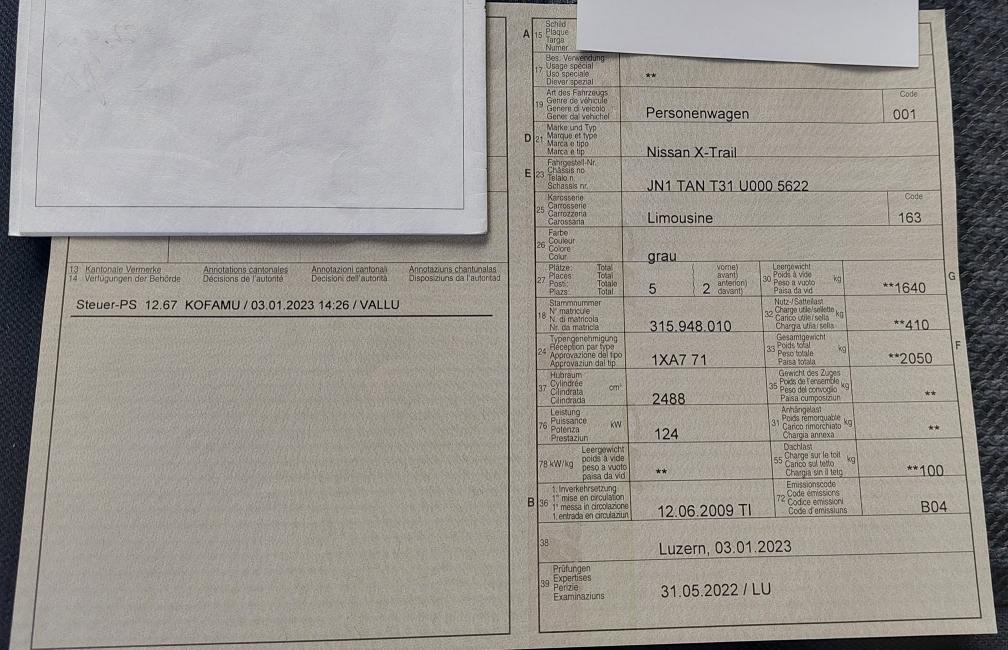 A 15 Schild
Plaque
Targa
Numer
17 Bes. Verwendung
Usage spécial
Uso speciale
Diever spezial
**
19 Art des Fahrzeugs
Genre de véhicule
Genere di veicolo
Gener dal vehichel
Personenwagen
Code
001
D 21 Marke und Typ
Marque et type
Marca e tipo
Marca e tip
Nissan X-Trail
E 23 Fahrgestell-Nr.
Châssis no
Telaio n.
Schassis nr.
JN1 TAN T31 U000 5622
25 Karosserie
Carrosserie
Carrozzeria
Carossaria
Limousine
Code
163
26 Farbe
Couleur
Colore
Colur
grau
27 Plätze: Total
Places: Total
Posti: Totale
Plazs: Total
5
2
vorne)
avant)
anteriori)
davant)
30 Leergewicht
Poids à vide
Peso a vuoto
Paisa da vid
kg
**1640
G
18 Stammnummer
N° matricule
N. di matricola
Nr. da matricla
315.948.010
32 Nutz-/Sattellast
Charge utile/sellette
Carico utile/sella
Chargia utila/sella
kg
**410
24 Typengenehmigung
Réception par type
Approvazione del tipo
Approvaziun dal tip
1XA7 71
33 Gesamtgewicht
Poids total
Peso totale
Paisa totala
kg
**2050
F
37 Hubraum
Cylindrée
Cilindrata
Cilindrada
cm³
2488
35 Gewicht des Zuges
Poids de l'ensemble
Peso del convoglio
Paisa cumposiziun
kg
**
76 Leistung
Puissance
Potenza
Prestaziun
kW
124
31 Anhängelast
Poids remorquable
Carico rimorchiato
Chargia annexa
kg
**
78 kW/kg
Leergewicht
poids à vide
peso a vuoto
paisa da vid
**
55 Dachlast
Charge sur le toit
Carico sul tetto
Chargia sin il tetg
kg
**100
B 36 1. Inverkehrsetzung
1re mise en circulation
1a messa in circolazione
1. entrada en circulaziun
12.06.2009 TI
72 Emissionscode
Code émissions
Codice emissioni
Code d'emissiuns
B04
38
Luzern, 03.01.2023
39 Prüfungen
Expertises
Perizie
Examinaziuns
31.05.2022 / LU
13 Kantonale Vermerke Annotations cantonales Annotazioni cantonali Annotaziuns chantunalas
14 Verfügungen der Behörde Décisions de l'autorité Decisioni dell'autorità Disposiziuns da l'autoritad
Steuer-PS 12.67 KOFAMU / 03.01.2023 14:26 / VALLU